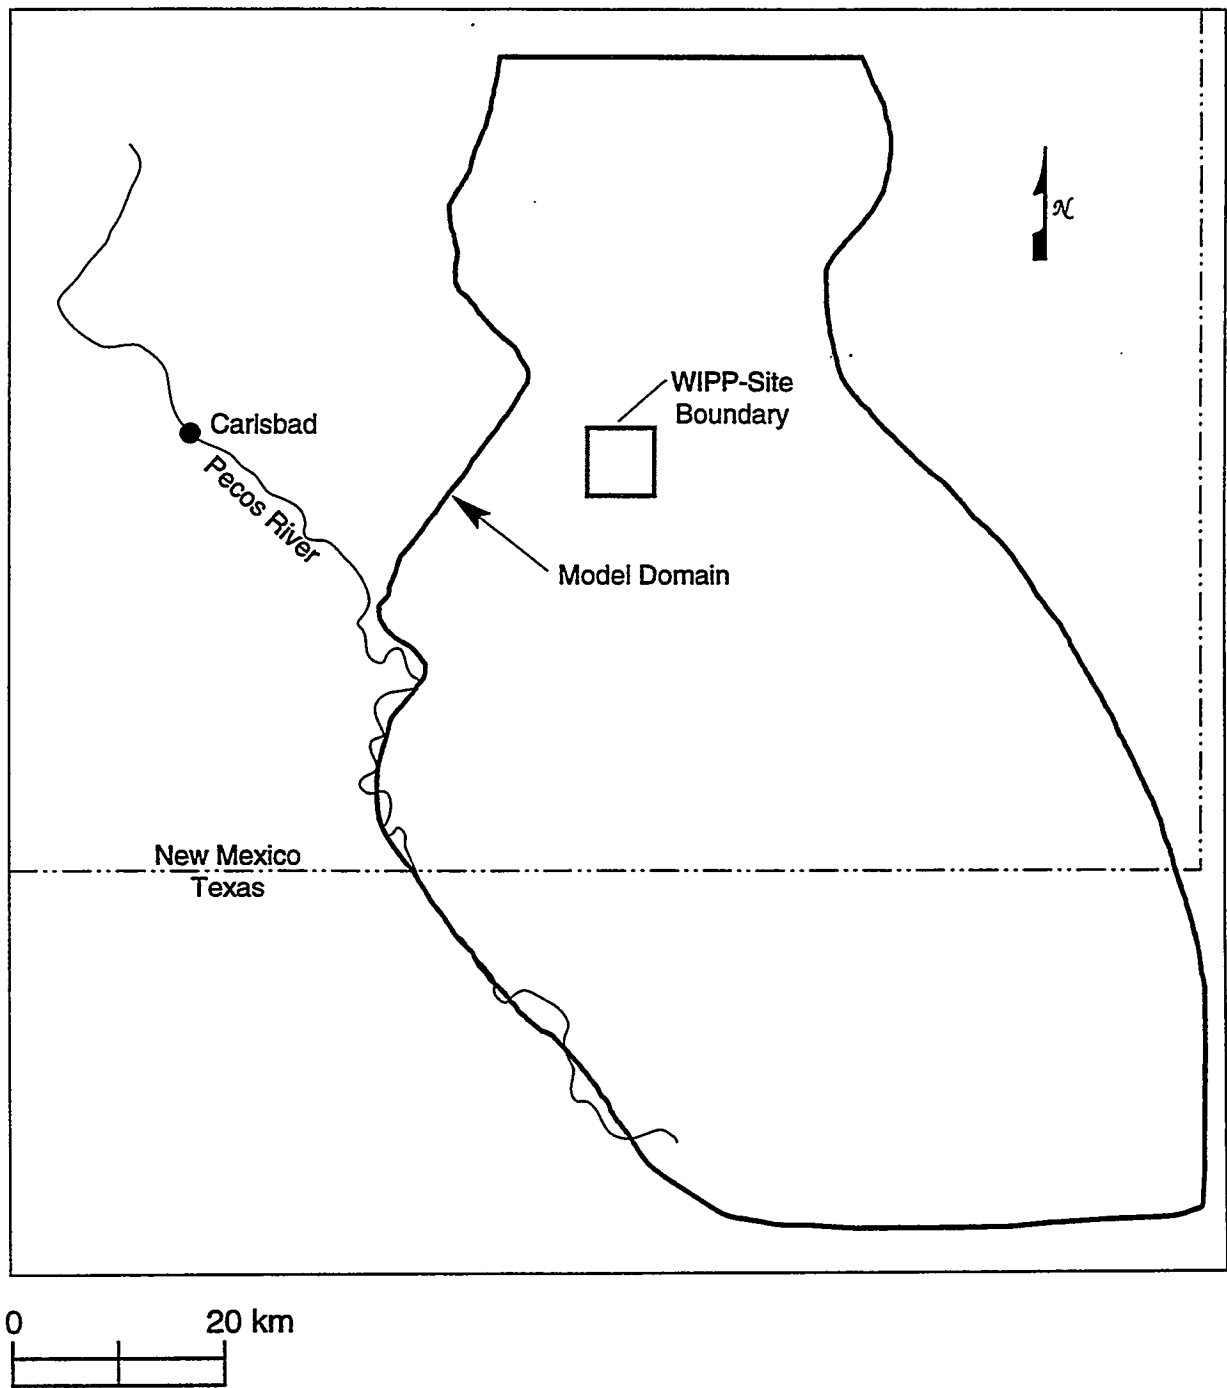 N
WIPP-Site
Boundary
Carlsbad
Pecos River
Model Domain
New Mexico
Texas
0 20 km